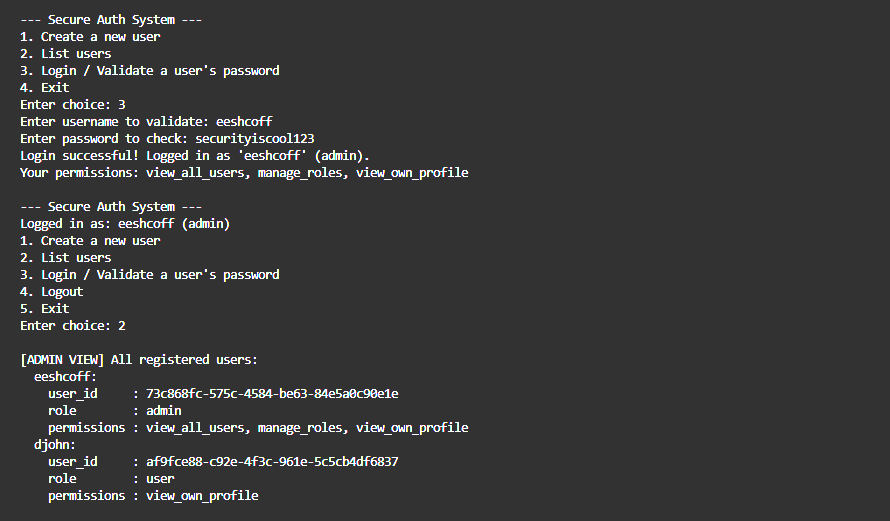 --- Secure Auth System ---
1. Create a new user
2. List users
3. Login / Validate a user's password
4. Exit
Enter choice: 3
Enter username to validate: eeshcoff
Enter password to check: securityiscool123
Login successful! Logged in as 'eeshcoff' (admin).
Your permissions: view_all_users, manage_roles, view_own_profile

--- Secure Auth System ---
Logged in as: eeshcoff (admin)
1. Create a new user
2. List users
3. Login / Validate a user's password
4. Logout
5. Exit
Enter choice: 2

[ADMIN VIEW] All registered users:
  eeshcoff:
    user_id     : 73c868fc-575c-4584-be63-84e5a0c90e1e
    role        : admin
    permissions : view_all_users, manage_roles, view_own_profile
  djohn:
    user_id     : af9fce88-c92e-4f3c-961e-5c5cb4df6837
    role        : user
    permissions : view_own_profile